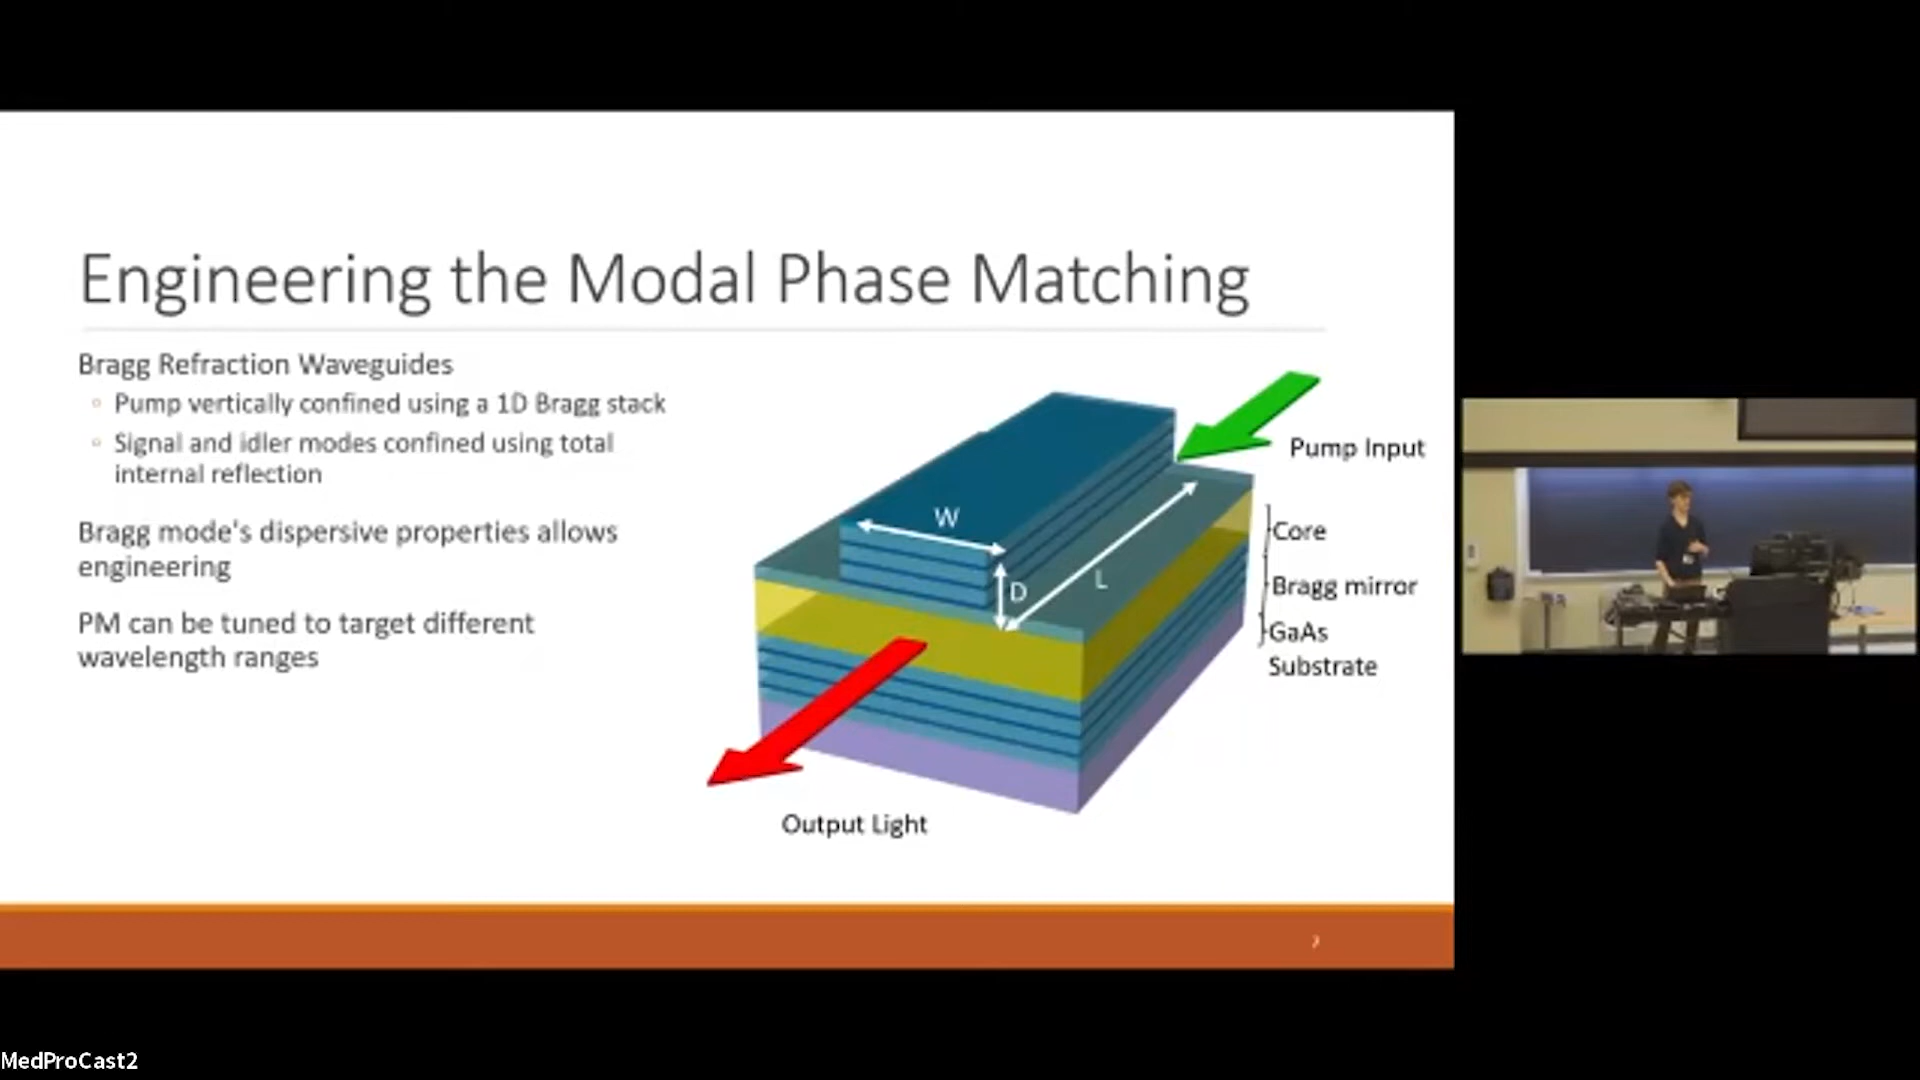 Engineering the Modal Phase Matching
Bragg Refraction Waveguides
Pump vertically confined using a 1D Bragg stack
Signal and idler modes confined using total
internal reflection
Bragg mode's dispersive properties allows
engineering
PM can be tuned to target different
wavelength ranges
Pump Input
W
L
D
Core
Bragg mirror
GaAs
Substrate
Output Light
MedProCast2